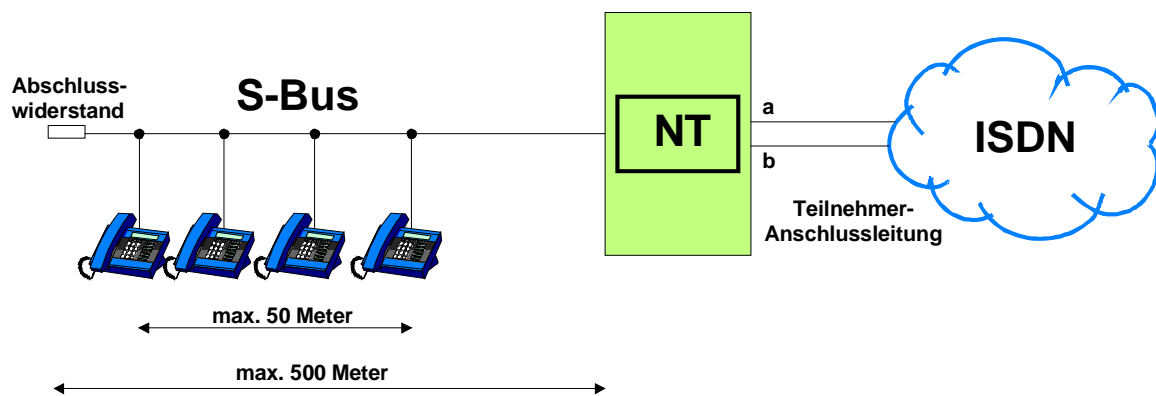 Abschluss-
widerstand
S-Bus
NT
a
b
ISDN
Teilnehmer-
Anschlussleitung
max. 50 Meter
max. 500 Meter